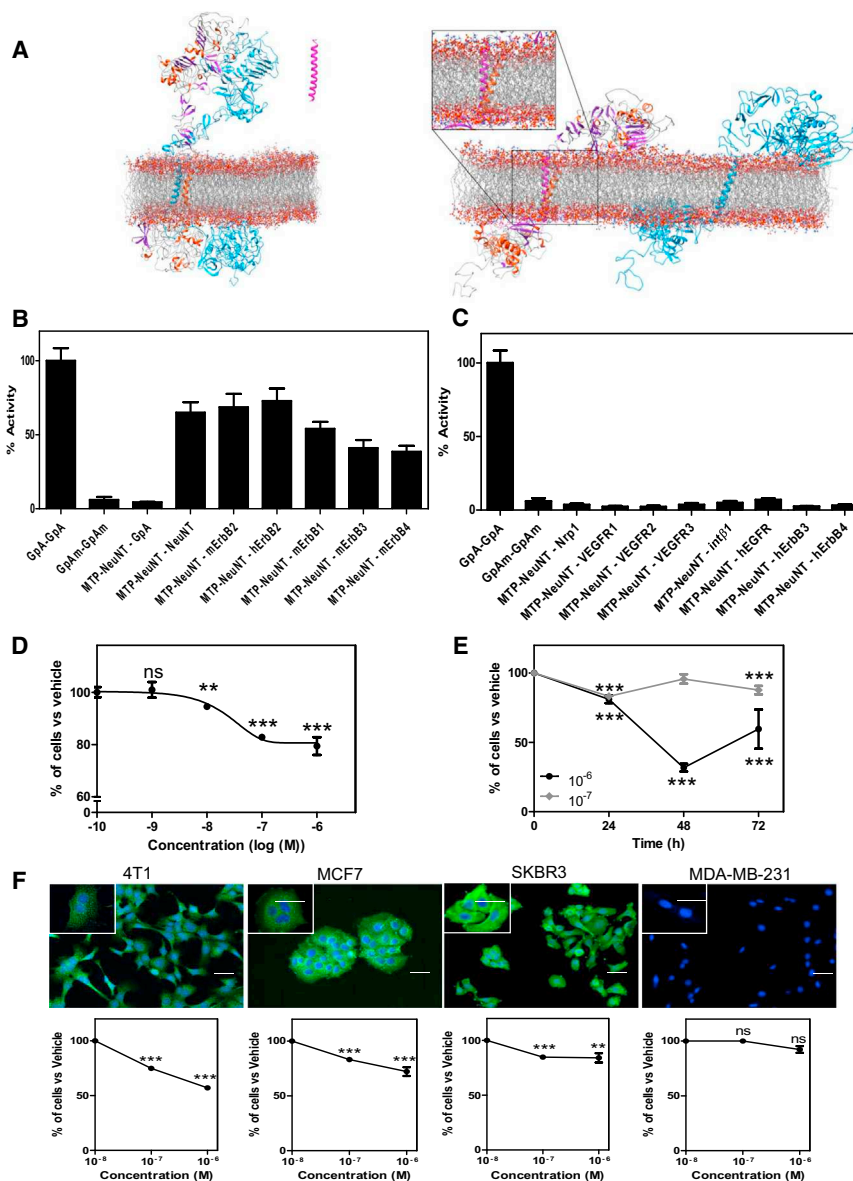 A
B
% Activity
100
50
0
GpA-GpA
GpAm-GpAm
MTP-NeuNT - GpA
MTP-NeuNT - NeuNT
MTP-NeuNT - mErbB2
MTP-NeuNT - hErbB2
MTP-NeuNT - mErbB1
MTP-NeuNT - mErbB3
MTP-NeuNT - mErbB4
C
% Activity
100
50
0
GpA-GpA
GpAm-GpAm
MTP-NeuNT - Nrp1
MTP-NeuNT - VEGFR1
MTP-NeuNT - VEGFR2
MTP-NeuNT - VEGFR3
MTP-NeuNT - intβ1
MTP-NeuNT - hEGFR
MTP-NeuNT - hErbB3
MTP-NeuNT - hErbB4
D
% of cells vs vehicle
100
80
60
0
ns
**
***
***
-10 -9 -8 -7 -6
Concentration (log (M))
E
% of cells vs vehicle
100
50
0
***
***
***
***
***
10⁻⁶
10⁻⁷
0 24 48 72
Time (h)
F
4T1 MCF7 SKBR3 MDA-MB-231
% of cells vs Vehicle
100
50
0
***
***
10⁻⁸ 10⁻⁷ 10⁻⁶
Concentration (M)
% of cells vs Vehicle
100
50
0
***
***
10⁻⁸ 10⁻⁷ 10⁻⁶
Concentration (M)
% of cells vs Vehicle
100
50
0
***
**
10⁻⁸ 10⁻⁷ 10⁻⁶
Concentration (M)
% of cells vs Vehicle
100
50
0
ns
ns
10⁻⁸ 10⁻⁷ 10⁻⁶
Concentration (M)